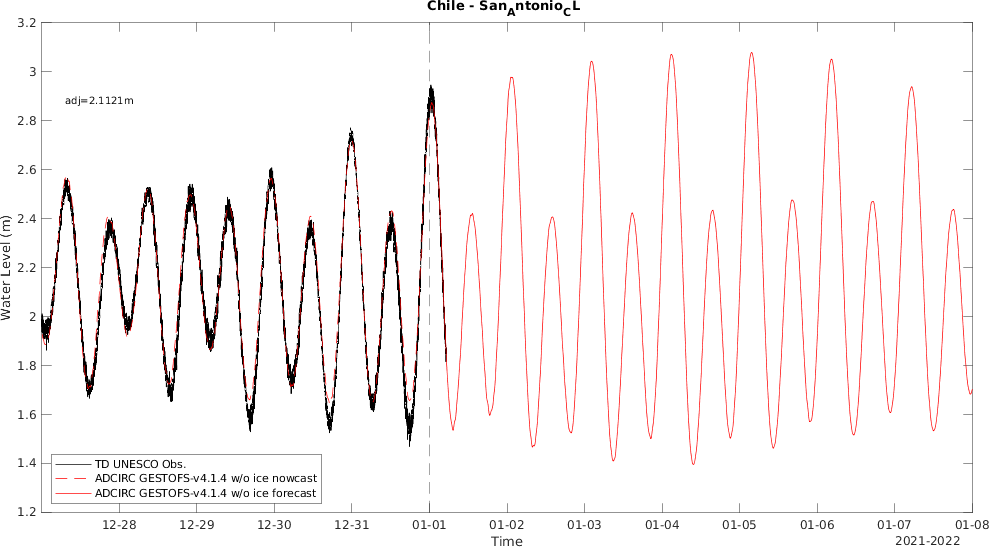 Chile - SanAntonioCL
3.2
3
2.8
2.6
2.4
2.2
2
1.8
1.6
1.4
1.2
Water Level (m)
adj=2.1121m
TD UNESCO Obs.
ADCIRC GESTOFS-v4.1.4 w/o ice nowcast
ADCIRC GESTOFS-v4.1.4 w/o ice forecast
12-28 12-29 12-30 12-31 01-01 01-02 01-03 01-04 01-05 01-06 01-07 01-08
Time
2021-2022